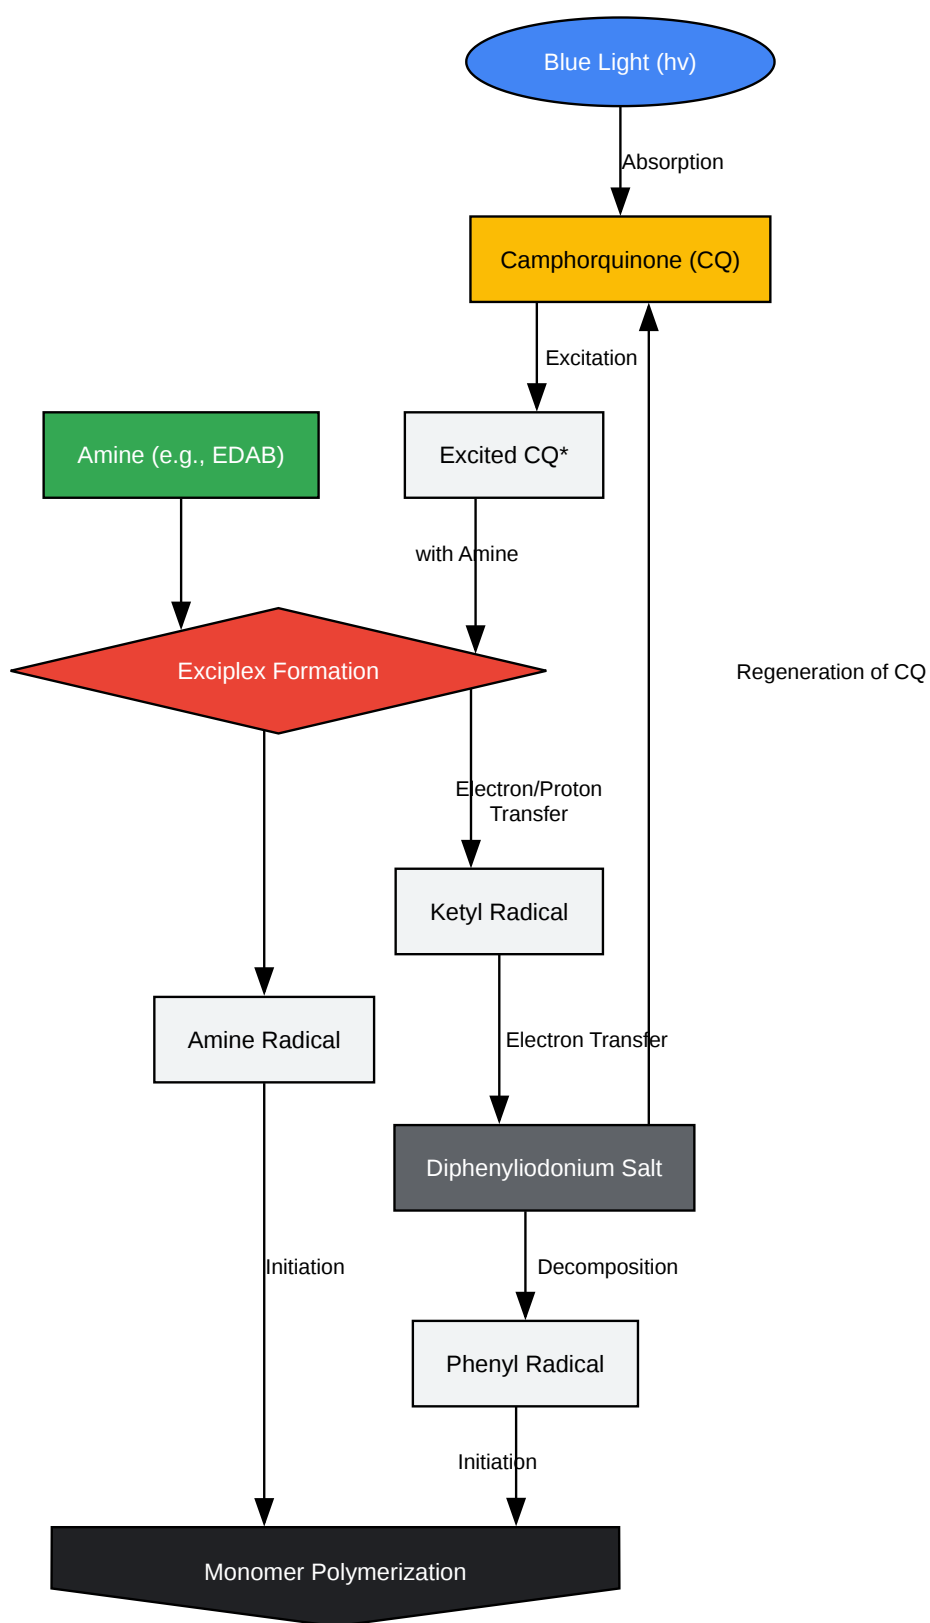 Blue Light (hv)
Absorption
Camphorquinone (CQ)
Excitation
Amine (e.g., EDAB)
Excited CQ*
with Amine
Exciplex Formation
Regeneration of CQ
Electron/Proton
Transfer
Ketyl Radical
Amine Radical
Electron Transfer
Diphenyliodonium Salt
Initiation
Decomposition
Phenyl Radical
Initiation
Monomer Polymerization